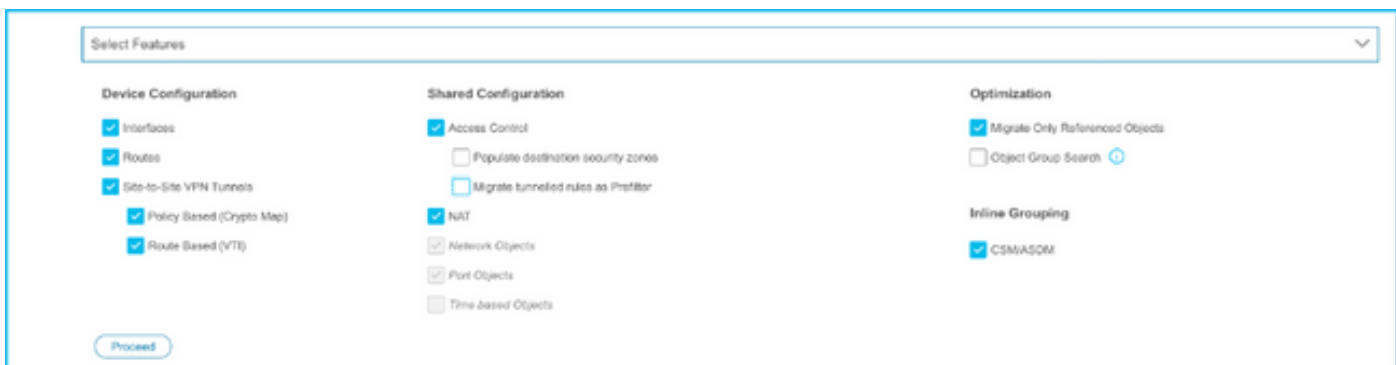 Select Features
Device Configuration
Interfaces
Routes
Site-to-Site VPN Tunnels
Policy Based (Crypto Map)
Route Based (VTI)
Shared Configuration
Access Control
Populate destination security zones
Migrate tunnelled rules as Prefilter
NAT
Network Objects
Port Objects
Time based Objects
Optimization
Migrate Only Referenced Objects
Object Group Search
Inline Grouping
CSM/ASDM
Proceed